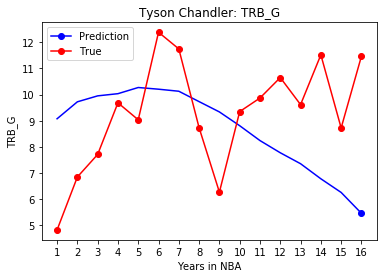 Tyson Chandler: TRB_G
Prediction
True
12
11
10
9
8
7
6
5
TRB_G
1 2 3 4 5 6 7 8 9 10 11 12 13 14 15 16
Years in NBA